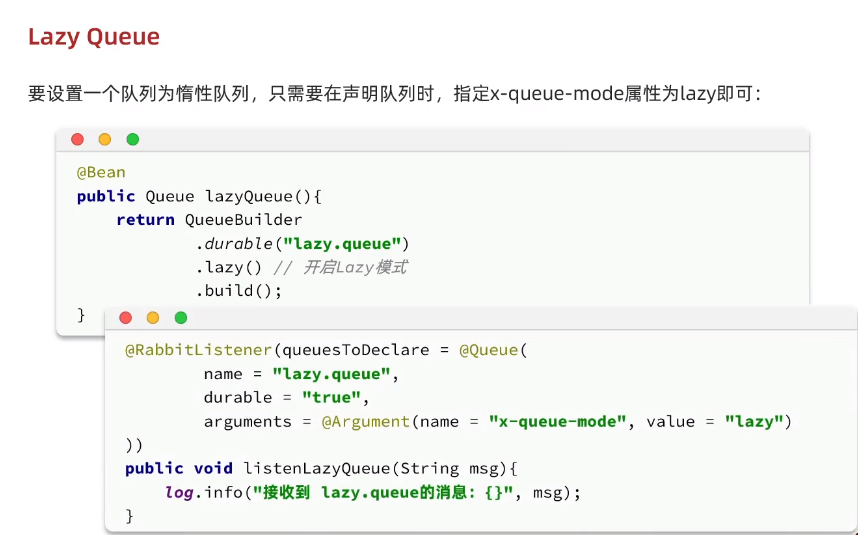 Lazy Queue
要设置一个队列为惰性队列，只需要在声明队列时，指定x-queue-mode属性为lazy即可：
@Bean
public Queue lazyQueue(){
    return QueueBuilder
            .durable("lazy.queue")
            .lazy() // 开启Lazy模式
            .build();
}
@RabbitListener(queuesToDeclare = @Queue(
        name = "lazy.queue",
        durable = "true",
        arguments = @Argument(name = "x-queue-mode", value = "lazy")
))
public void listenLazyQueue(String msg){
    log.info("接收到 lazy.queue的消息：{}", msg);
}